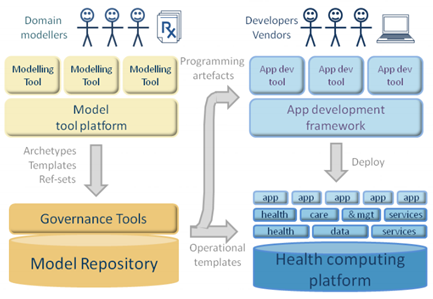 Domain
modellers
Rx
Modelling
Tool
Modelling
Tool
Modelling
Tool
Model
tool platform
Archetypes
Templates
Ref-sets
Governance Tools
Model Repository
Programming
artefacts
Operational
templates
Developers
Vendors
App dev
tool
App dev
tool
App dev
tool
App development
framework
Deploy
app app app app app
health care & mgt services
health data services
Health computing
platform